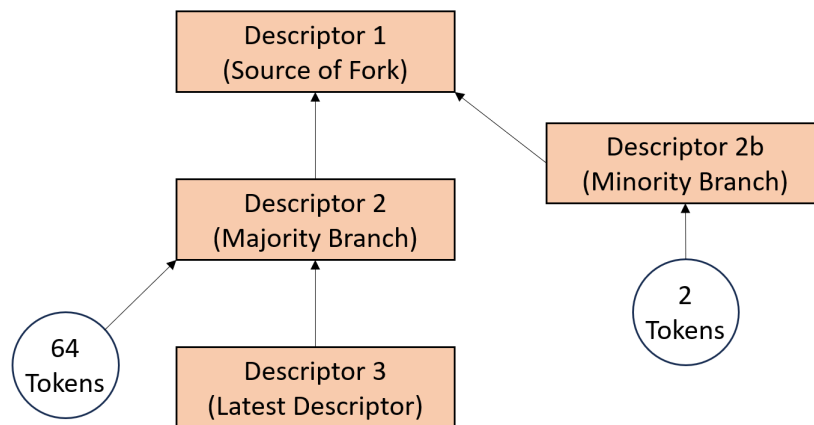 Descriptor 1
(Source of Fork)
Descriptor 2b
(Minority Branch)
Descriptor 2
(Majority Branch)
2
Tokens
64
Tokens
Descriptor 3
(Latest Descriptor)